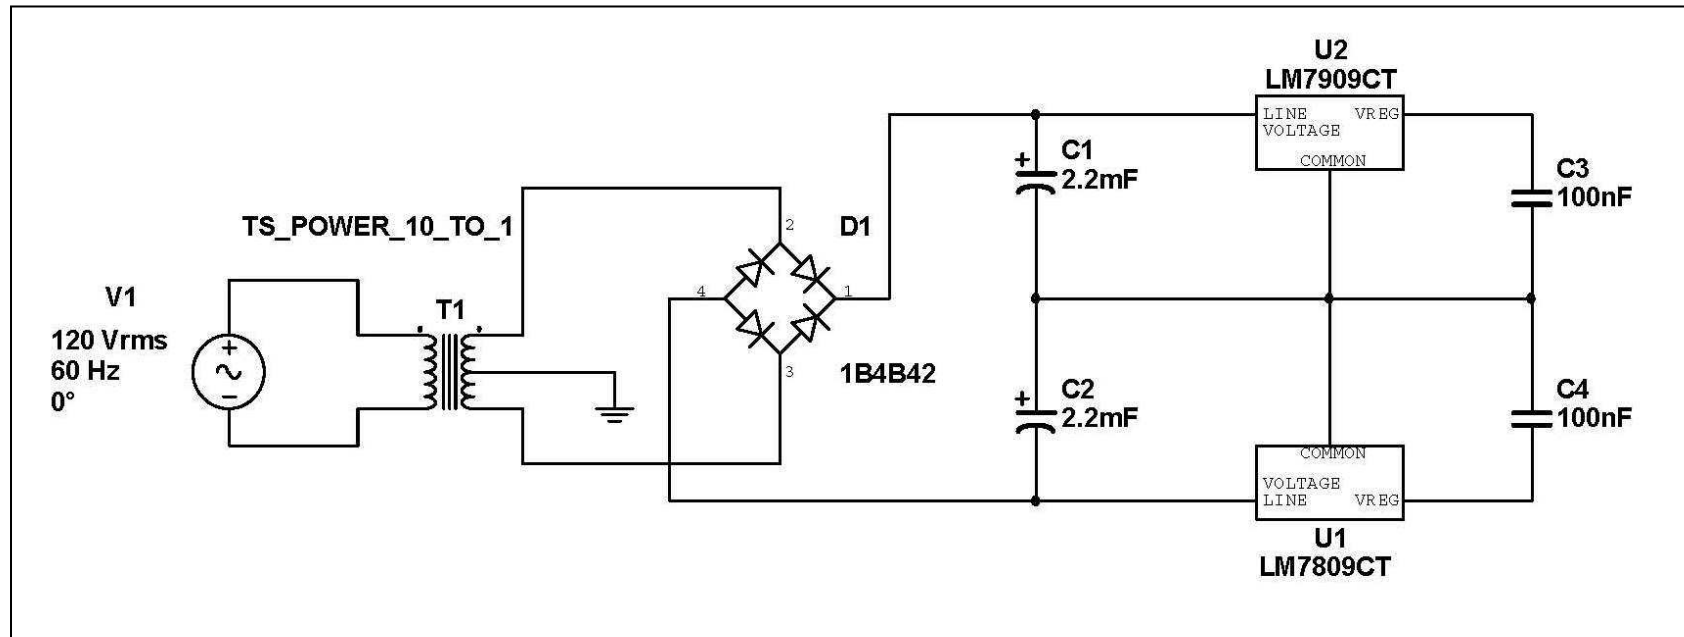 U2
LM7909CT
LINE VREG
VOLTAGE
COMMON
C1
2.2mF
C3
100nF
TS_POWER_10_TO_1
2
D1
4
1
V1
120 Vrms
60 Hz
0°
T1
3
1B4B42
C2
2.2mF
C4
100nF
COMMON
VOLTAGE
LINE VREG
U1
LM7809CT